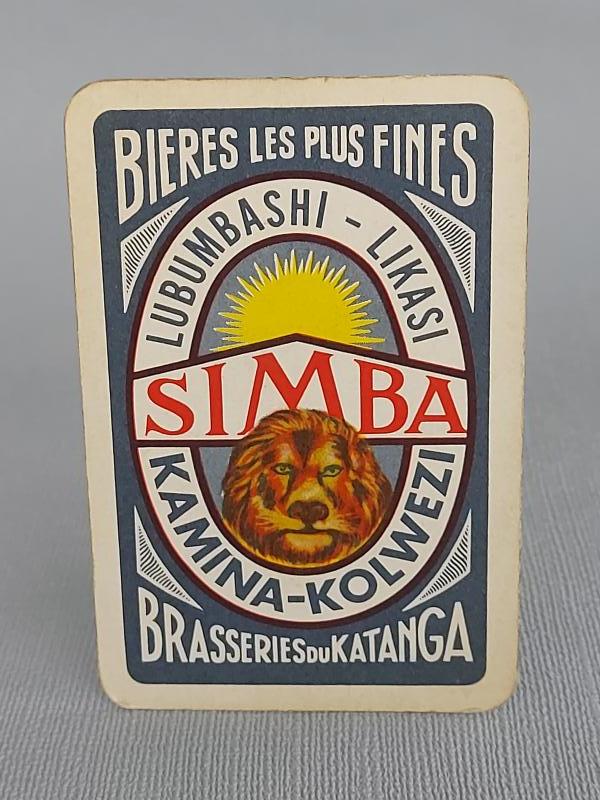 BIERES LES PLUS FINES
LUBUMBASHI - LIKASI
SIMBA
KAMINA-KOLWEZI
BRASSERIES DU KATANGA